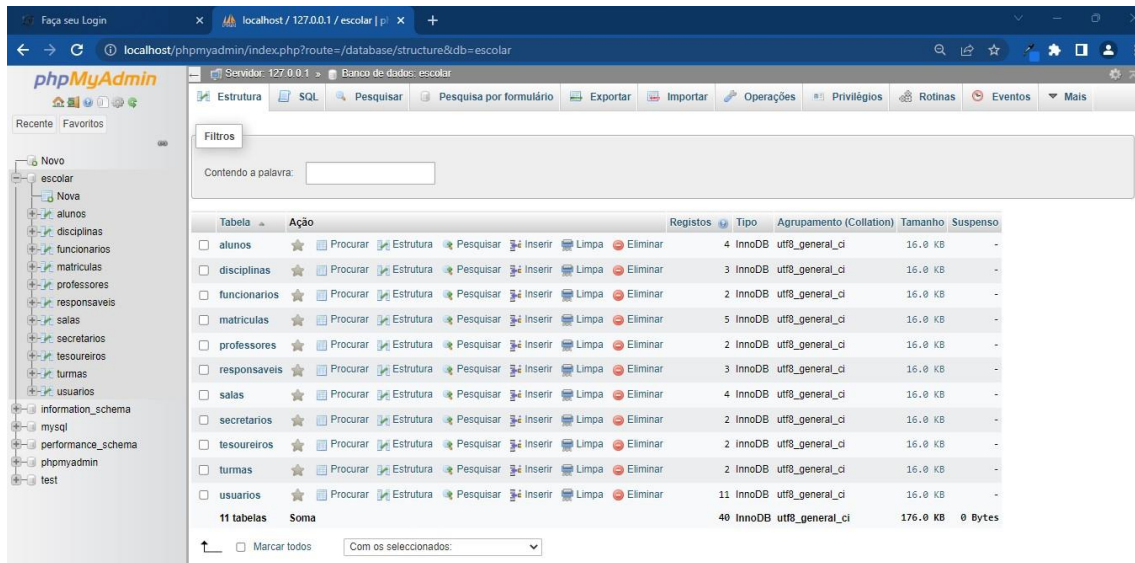 Faça seu Login
localhost / 127.0.0.1 / escolar | pl
localhost/phpmyadmin/index.php?route=/database/structure&db=escolar
phpMyAdmin
Recente Favoritos
Novo
escolar
Nova
alunos
disciplinas
funcionarios
matriculas
professores
responsaveis
salas
secretarios
tesoureiros
turmas
usuarios
information_schema
mysql
performance_schema
phpmyadmin
test
Servidor: 127.0.0.1 » Banco de dados: escolar
Estrutura SQL Pesquisar Pesquisa por formulário Exportar Importar Operações Privilégios Rotinas Eventos Mais
Filtros
Contendo a palavra:
Tabela Ação Registos Tipo Agrupamento (Collation) Tamanho Suspenso
alunos Procurar Estrutura Pesquisar Inserir Limpa Eliminar 4 InnoDB utf8_general_ci 16.0 KB -
disciplinas Procurar Estrutura Pesquisar Inserir Limpa Eliminar 3 InnoDB utf8_general_ci 16.0 KB -
funcionarios Procurar Estrutura Pesquisar Inserir Limpa Eliminar 2 InnoDB utf8_general_ci 16.0 KB -
matriculas Procurar Estrutura Pesquisar Inserir Limpa Eliminar 5 InnoDB utf8_general_ci 16.0 KB -
professores Procurar Estrutura Pesquisar Inserir Limpa Eliminar 2 InnoDB utf8_general_ci 16.0 KB -
responsaveis Procurar Estrutura Pesquisar Inserir Limpa Eliminar 3 InnoDB utf8_general_ci 16.0 KB -
salas Procurar Estrutura Pesquisar Inserir Limpa Eliminar 4 InnoDB utf8_general_ci 16.0 KB -
secretarios Procurar Estrutura Pesquisar Inserir Limpa Eliminar 2 InnoDB utf8_general_ci 16.0 KB -
tesoureiros Procurar Estrutura Pesquisar Inserir Limpa Eliminar 2 InnoDB utf8_general_ci 16.0 KB -
turmas Procurar Estrutura Pesquisar Inserir Limpa Eliminar 2 InnoDB utf8_general_ci 16.0 KB -
usuarios Procurar Estrutura Pesquisar Inserir Limpa Eliminar 11 InnoDB utf8_general_ci 16.0 KB -
11 tabelas Soma 40 InnoDB utf8_general_ci 176.0 KB 0 Bytes
Marcar todos Com os seleccionados: